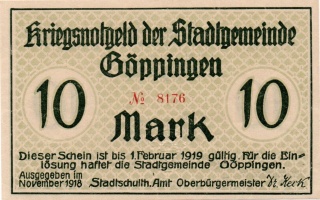 Kriegsnotgeld der Stadtgemeinde
Göppingen
10 № 8176 10
Mark
Dieser Schein ist bis 1. Februar 1919 gültig. Für die Ein-
lösung haftet die Stadtgemeinde Göppingen.
Ausgegeben im
November 1918 Stadtschulth. Amt Oberbürgermeister